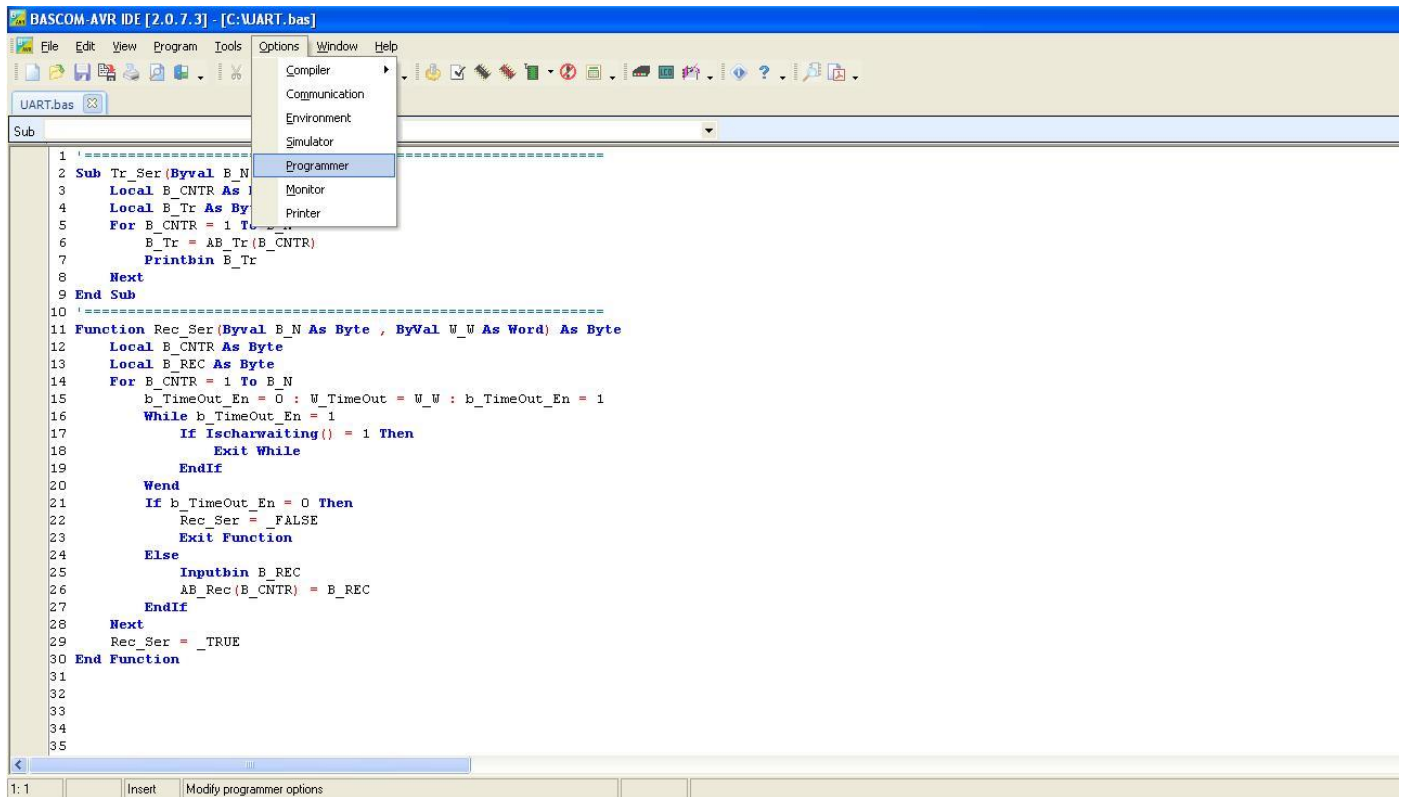 BASCOM-AVR IDE [2.0.7.3] - [C:\UART.bas]
File Edit View Program Tools Options Window Help
Compiler
Communication
Environment
Simulator
Programmer
Monitor
Printer
UART.bas
Sub
1 '=============================================================
2 Sub Tr_Ser(Byval B_N
3 Local B_CNTR As
4 Local B_Tr As By
5 For B_CNTR = 1 To B_N
6 B_Tr = AB_Tr(B_CNTR)
7 Printbin B_Tr
8 Next
9 End Sub
10 '=============================================================
11 Function Rec_Ser(Byval B_N As Byte , ByVal W_W As Word) As Byte
12 Local B_CNTR As Byte
13 Local B_REC As Byte
14 For B_CNTR = 1 To B_N
15 b_TimeOut_En = 0 : W_TimeOut = W_W : b_TimeOut_En = 1
16 While b_TimeOut_En = 1
17 If Ischarwaiting() = 1 Then
18 Exit While
19 EndIf
20 Wend
21 If b_TimeOut_En = 0 Then
22 Rec_Ser = _FALSE
23 Exit Function
24 Else
25 Inputbin B_REC
26 AB_Rec(B_CNTR) = B_REC
27 EndIf
28 Next
29 Rec_Ser = _TRUE
30 End Function
31
32
33
34
35
1: 1 Insert Modify programmer options